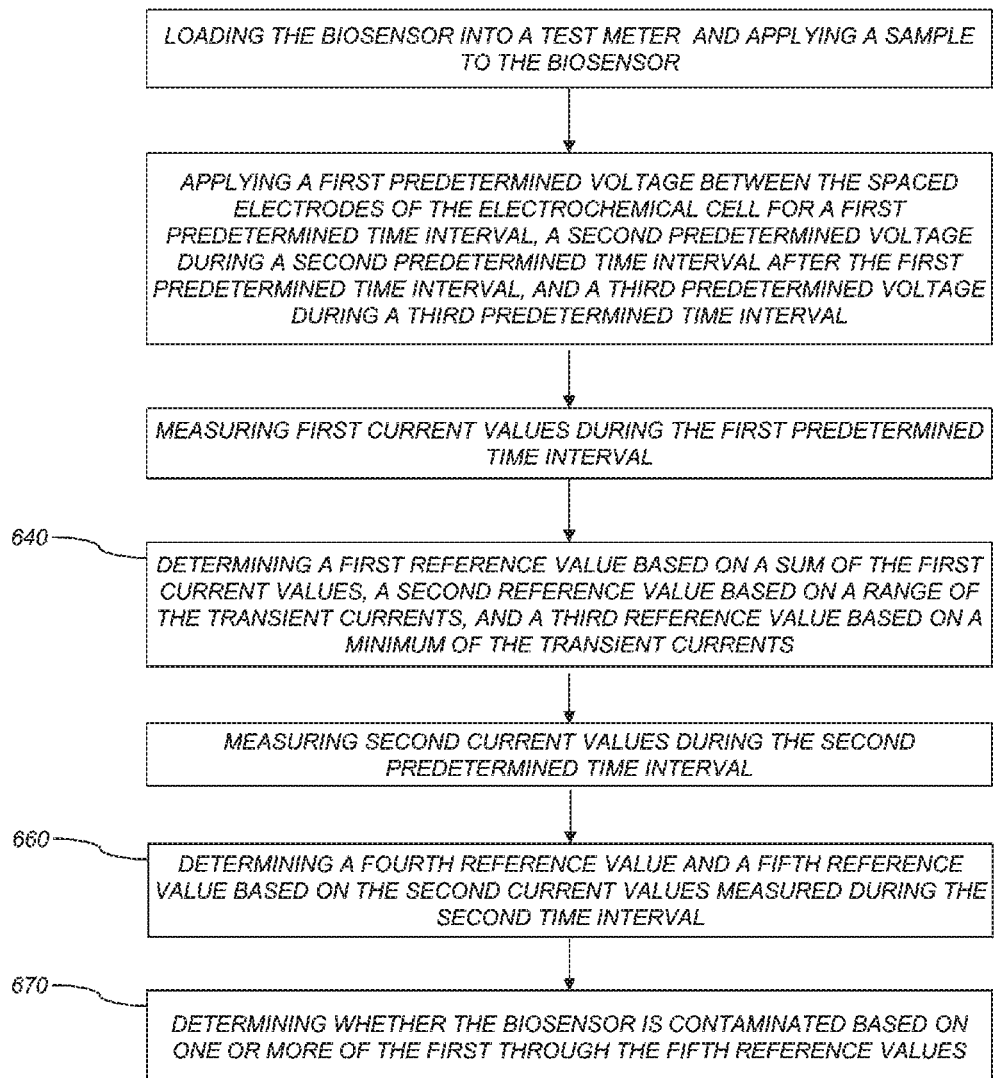 LOADING THE BIOSENSOR INTO A TEST METER AND APPLYING A SAMPLE
TO THE BIOSENSOR
APPLYING A FIRST PREDETERMINED VOLTAGE BETWEEN THE SPACED
ELECTRODES OF THE ELECTROCHEMICAL CELL FOR A FIRST
PREDETERMINED TIME INTERVAL, A SECOND PREDETERMINED VOLTAGE
DURING A SECOND PREDETERMINED TIME INTERVAL AFTER THE FIRST
PREDETERMINED TIME INTERVAL, AND A THIRD PREDETERMINED VOLTAGE
DURING A THIRD PREDETERMINED TIME INTERVAL
MEASURING FIRST CURRENT VALUES DURING THE FIRST PREDETERMINED
TIME INTERVAL
640
DETERMINING A FIRST REFERENCE VALUE BASED ON A SUM OF THE FIRST
CURRENT VALUES, A SECOND REFERENCE VALUE BASED ON A RANGE OF
THE TRANSIENT CURRENTS, AND A THIRD REFERENCE VALUE BASED ON A
MINIMUM OF THE TRANSIENT CURRENTS
MEASURING SECOND CURRENT VALUES DURING THE SECOND
PREDETERMINED TIME INTERVAL
660
DETERMINING A FOURTH REFERENCE VALUE AND A FIFTH REFERENCE
VALUE BASED ON THE SECOND CURRENT VALUES MEASURED DURING THE
SECOND TIME INTERVAL
670
DETERMINING WHETHER THE BIOSENSOR IS CONTAMINATED BASED ON
ONE OR MORE OF THE FIRST THROUGH THE FIFTH REFERENCE VALUES